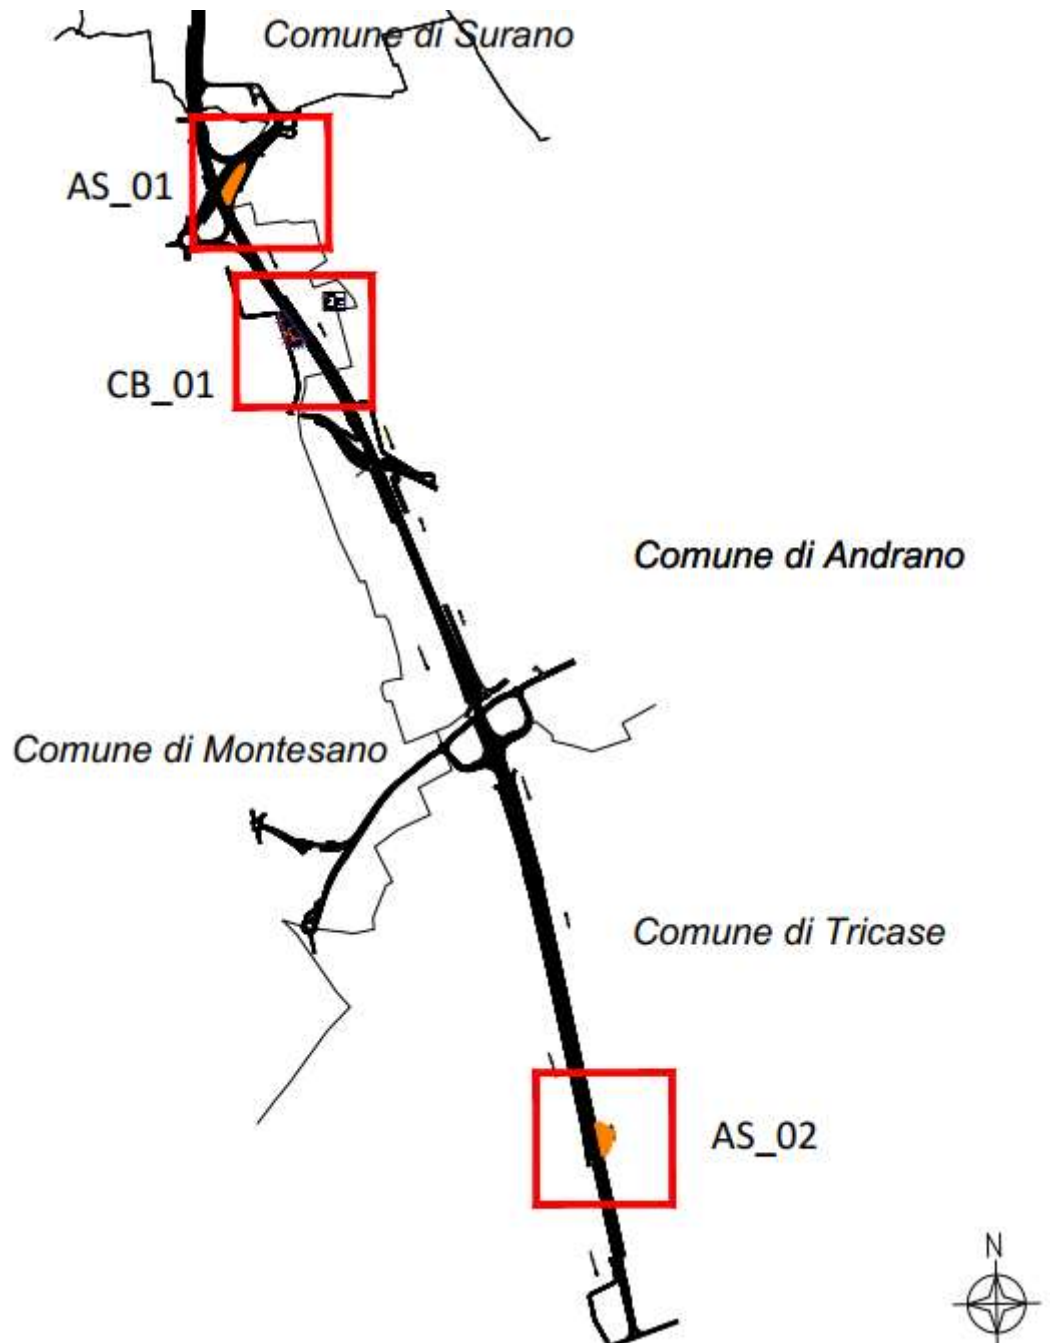 Comune di Surano
AS_01
CB_01
Comune di Andrano
Comune di Montesano
Comune di Tricase
AS_02
N